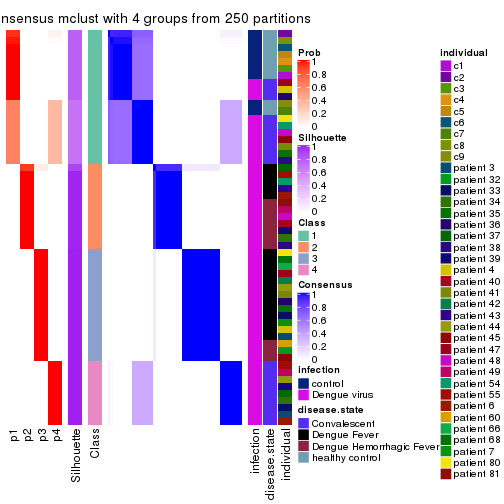 nsensus mclust with 4 groups from 250 partitions
p1
p2
p3
p4
Silhouette
Class
infection
disease.state
individual
Prob
1
0.8
0.6
0.4
0.2
0
Silhouette
1
0.8
0.6
0.4
0.2
0
Class
1
2
3
4
Consensus
1
0.8
0.6
0.4
0.2
0
infection
control
Dengue virus
disease.state
Convalescent
Dengue Fever
Dengue Hemorrhagic Fever
healthy control
individual
c1
c2
c3
c4
c5
c6
c7
c8
c9
patient 3
patient 32
patient 33
patient 34
patient 35
patient 36
patient 37
patient 38
patient 39
patient 4
patient 40
patient 41
patient 42
patient 43
patient 44
patient 45
patient 47
patient 48
patient 49
patient 54
patient 55
patient 6
patient 60
patient 66
patient 68
patient 7
patient 80
patient 81